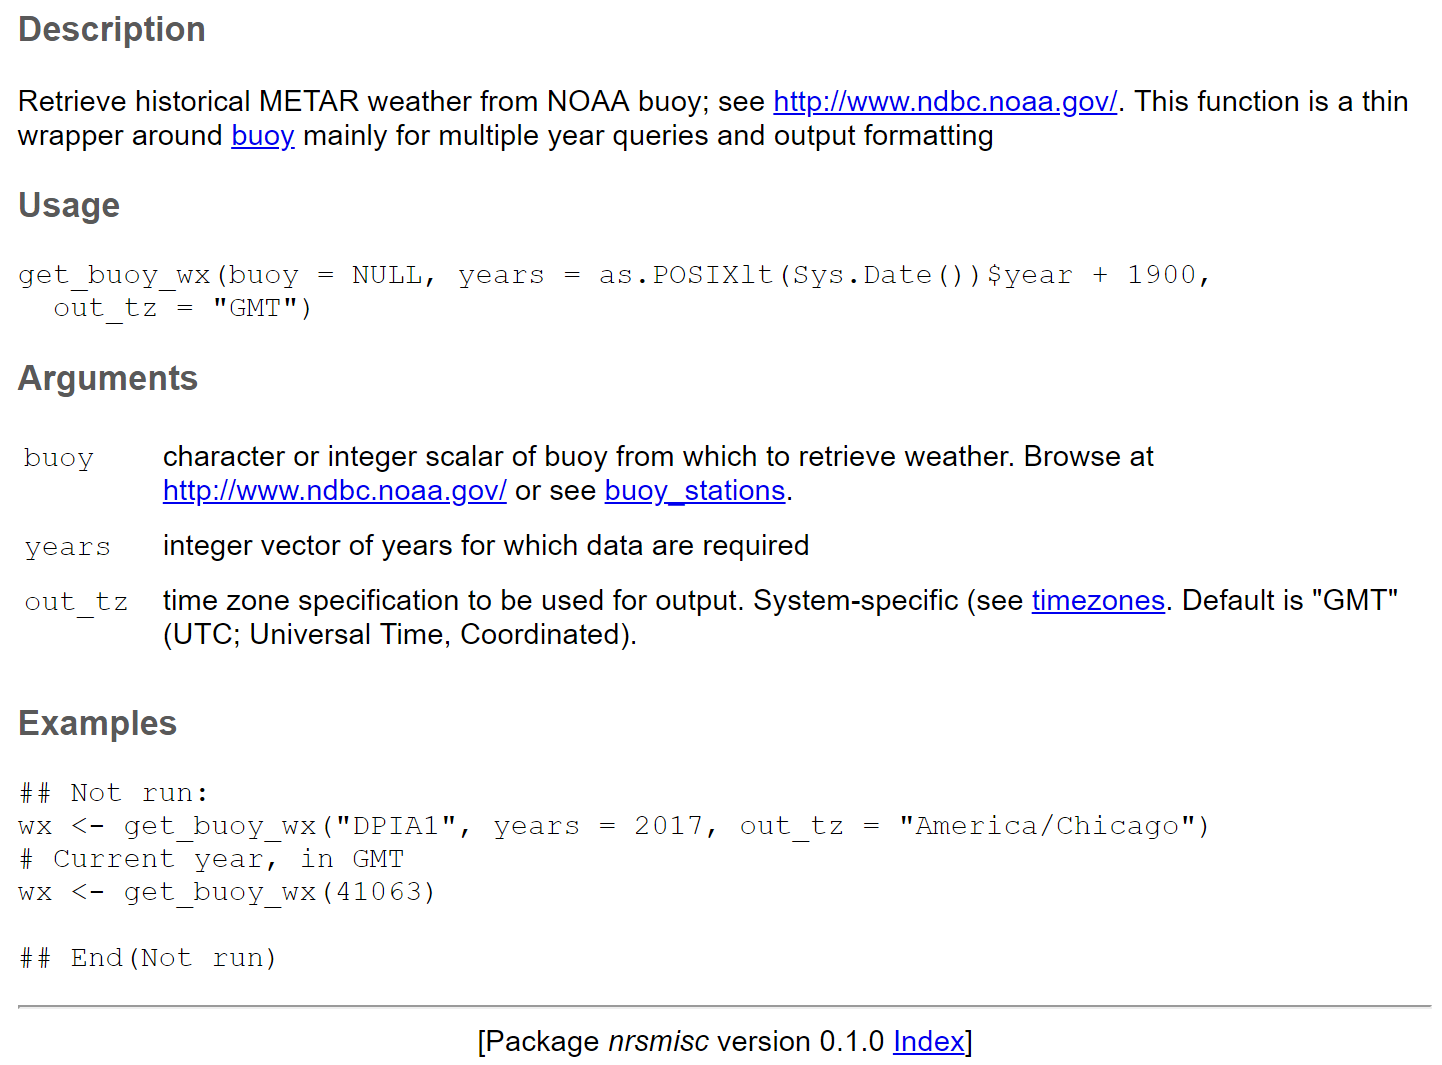 Description
Retrieve historical METAR weather from NOAA buoy; see http://www.ndbc.noaa.gov/. This function is a thin
wrapper around buoy mainly for multiple year queries and output formatting
Usage
get_buoy_wx(buoy = NULL, years = as.POSIXlt(Sys.Date())$year + 1900,
  out_tz = "GMT")
Arguments
buoy character or integer scalar of buoy from which to retrieve weather. Browse at
http://www.ndbc.noaa.gov/ or see buoy_stations.
years integer vector of years for which data are required
out_tz time zone specification to be used for output. System-specific (see timezones. Default is "GMT"
(UTC; Universal Time, Coordinated).
Examples
## Not run:
wx <- get_buoy_wx("DPIA1", years = 2017, out_tz = "America/Chicago")
# Current year, in GMT
wx <- get_buoy_wx(41063)
## End(Not run)
[Package nrsmisc version 0.1.0 Index]